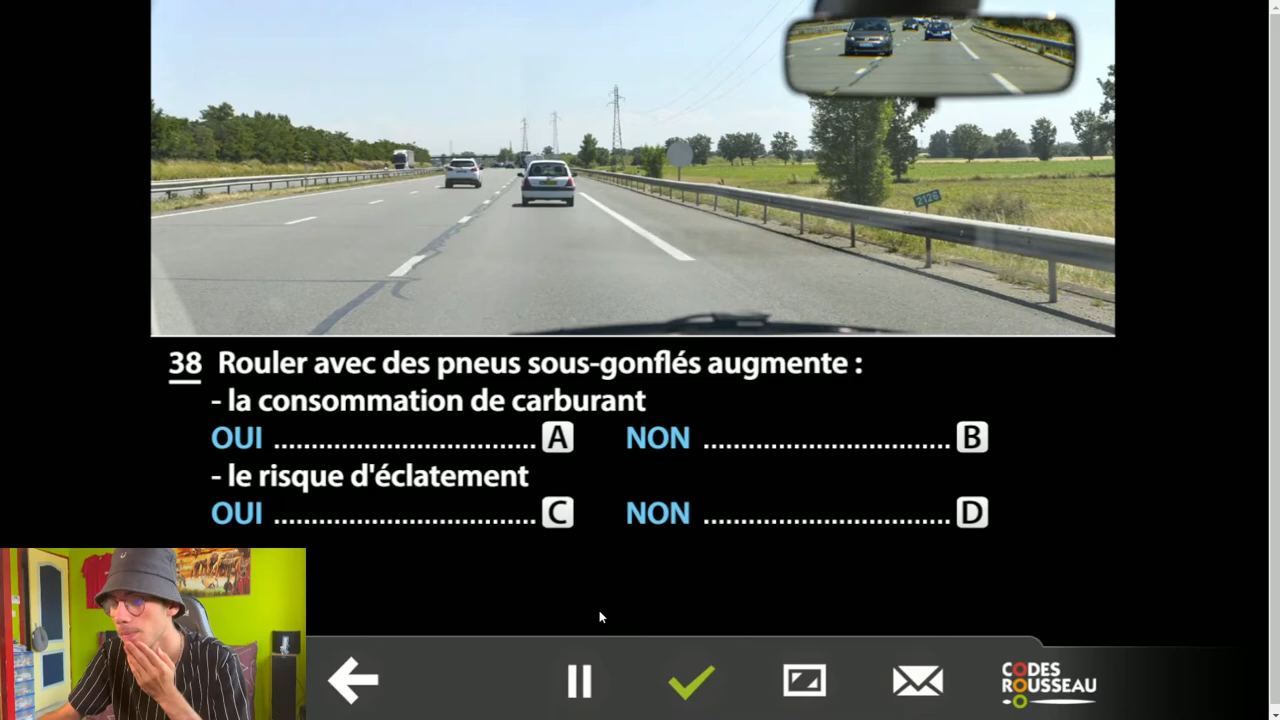 2126
38 Rouler avec des pneus sous-gonflés augmente :
- la consommation de carburant
OUI .................................. A NON ................................ B
- le risque d'éclatement
OUI .................................. C NON ................................ D
CODES
ROUSSEAU